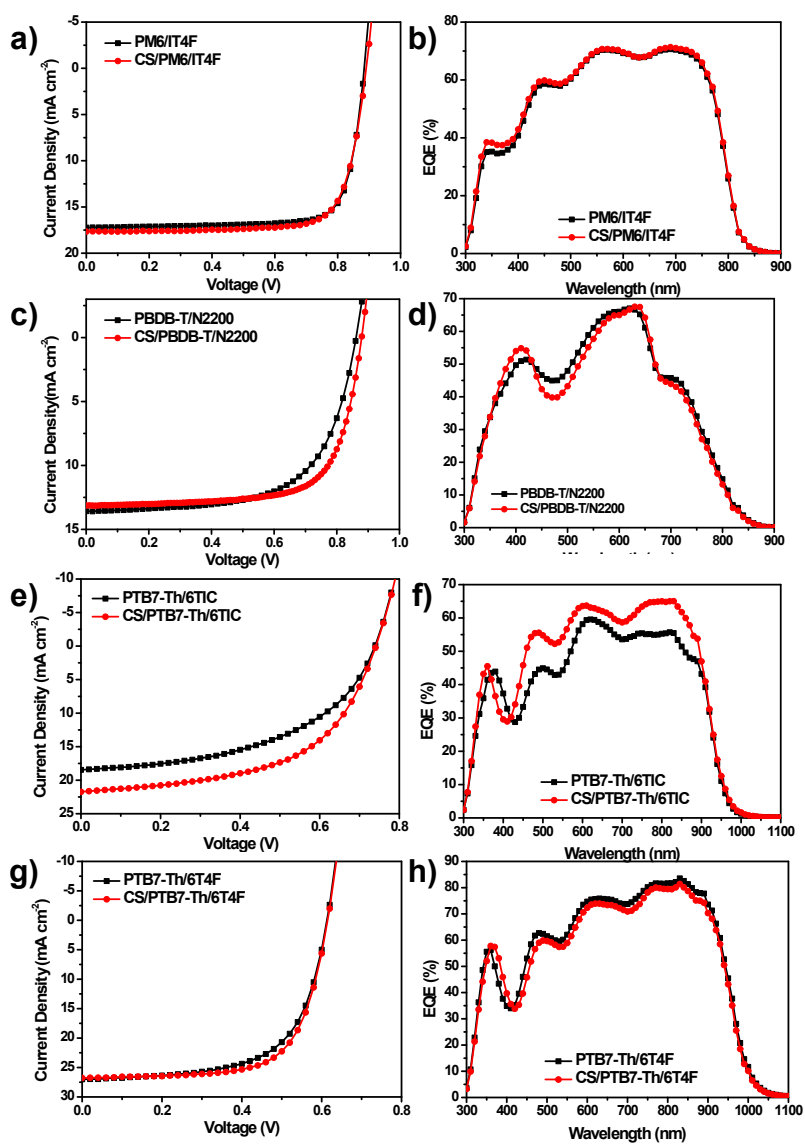 a)
PM6/IT4F
CS/PM6/IT4F
Current Density (mA cm-2)
-5
0
5
10
15
20
0.0 0.2 0.4 0.6 0.8 1.0
Voltage (V)
b)
PM6/IT4F
CS/PM6/IT4F
EQE (%)
80
60
40
20
0
300 400 500 600 700 800 900
Wavelength (nm)
c)
PBDB-T/N2200
CS/PBDB-T/N2200
Current Density(mA cm-2)
0
5
10
15
0.0 0.2 0.4 0.6 0.8 1.0
Voltage (V)
d)
PBDB-T/N2200
CS/PBDB-T/N2200
EQE (%)
70
60
50
40
30
20
10
0
300 400 500 600 700 800 900
Wavelength (nm)
e)
PTB7-Th/6TIC
CS/PTB7-Th/6TIC
Current Density (mA cm-2)
-10
-5
0
5
10
15
20
25
0.0 0.2 0.4 0.6 0.8
Voltage (V)
f)
PTB7-Th/6TIC
CS/PTB7-Th/6TIC
EQE (%)
70
60
50
40
30
20
10
0
300 400 500 600 700 800 900 1000 1100
Wavelength (nm)
g)
PTB7-Th/6T4F
CS/PTB7-Th/6T4F
Current Density (mA cm-2)
-10
-5
0
5
10
15
20
25
30
0.0 0.2 0.4 0.6 0.8
Voltage (V)
h)
PTB7-Th/6T4F
CS/PTB7-Th/6T4F
EQE (%)
90
80
70
60
50
40
30
20
10
0
300 400 500 600 700 800 900 1000 1100
Wavelength (nm)